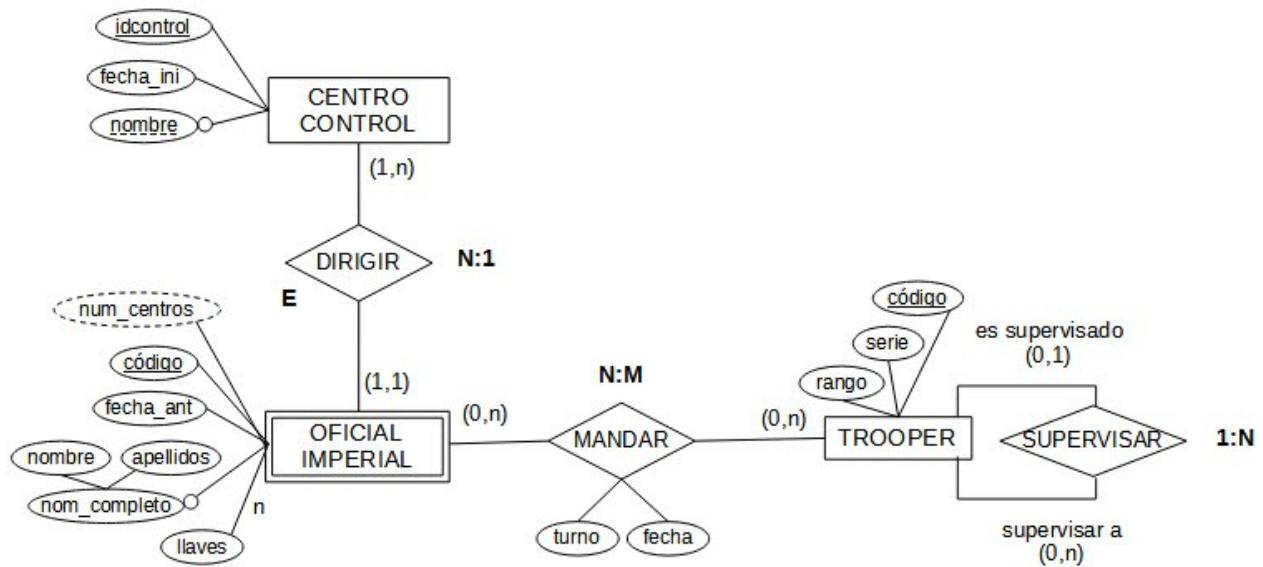 idcontrol
fecha_ini
nombre
CENTRO
CONTROL
(1,n)
DIRIGIR
N:1
E
num_centros
código
fecha_ant
nombre
apellidos
nom_completo
n
llaves
(1,1)
OFICIAL
IMPERIAL
(0,n)
N:M
MANDAR
turno
fecha
(0,n)
código
serie
rango
TROOPER
es supervisado
(0,1)
SUPERVISAR
1:N
supervisar a
(0,n)